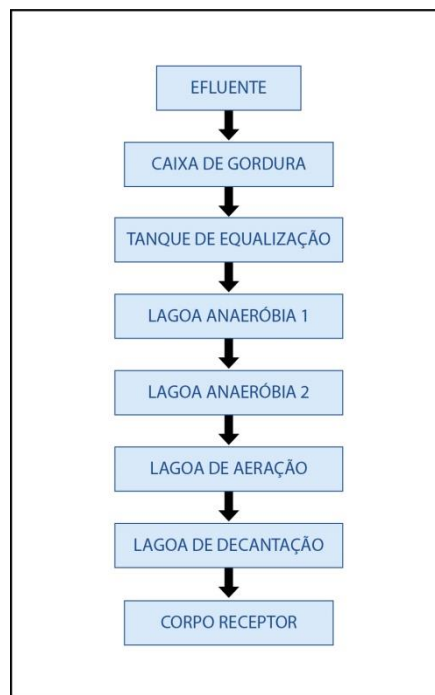 EFLUENTE
CAIXA DE GORDURA
TANQUE DE EQUALIZAÇÃO
LAGOA ANAERÓBIA 1
LAGOA ANAERÓBIA 2
LAGOA DE AERAÇÃO
LAGOA DE DECANTAÇÃO
CORPO RECEPTOR